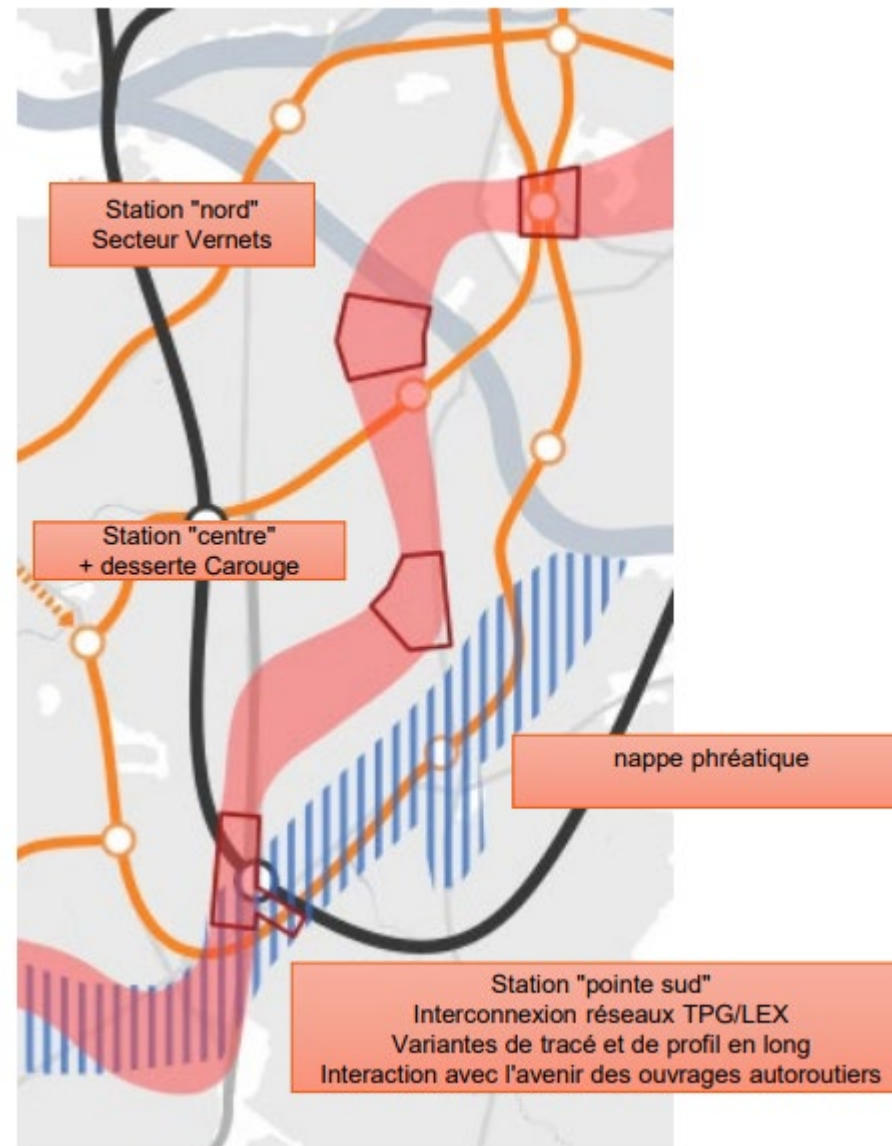 Station "nord"
Secteur Vernets
Station "centre"
+ desserte Carouge
nappe phréatique
Station "pointe sud"
Interconnexion réseaux TPG/LEX
Variantes de tracé et de profil en long
Interaction avec l'avenir des ouvrages autoroutiers